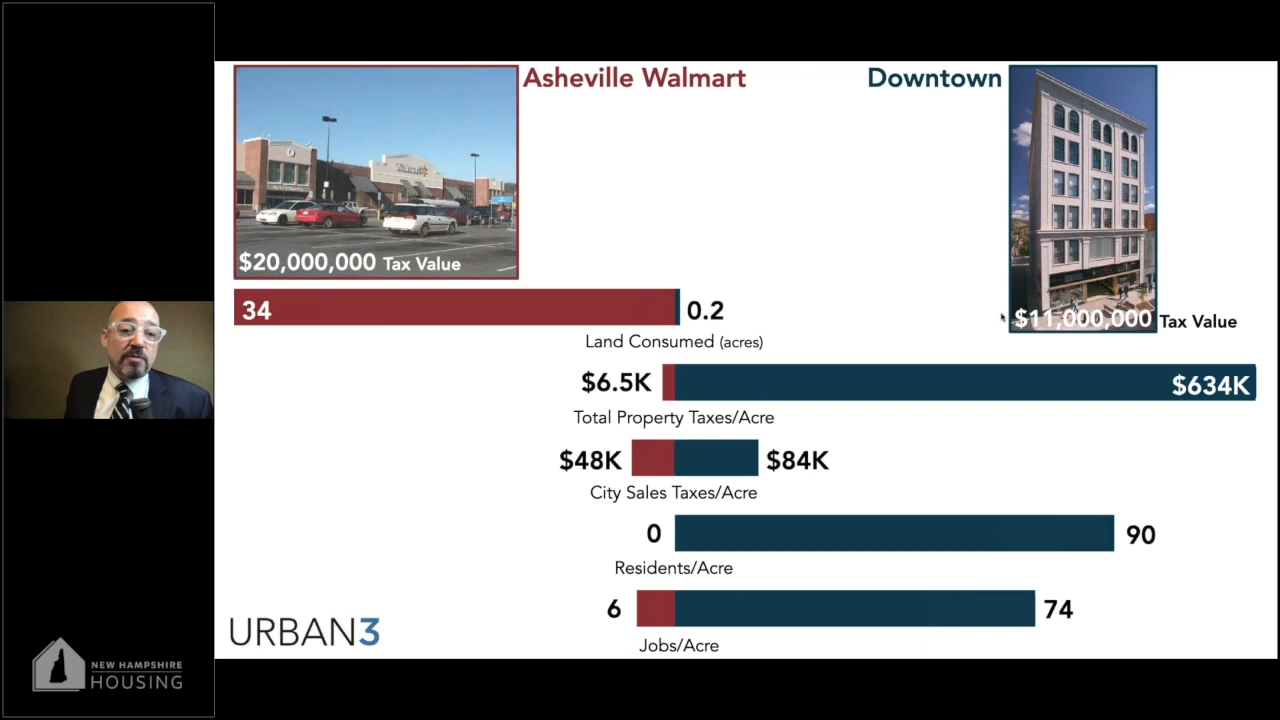 Asheville Walmart
Downtown
Walmart
$20,000,000 Tax Value
$11,000,000 Tax Value
34
0.2
Land Consumed (acres)
$6.5K
$634K
Total Property Taxes/Acre
$48K
$84K
City Sales Taxes/Acre
0
90
Residents/Acre
6
74
Jobs/Acre
URBAN3
NEW HAMPSHIRE
HOUSING